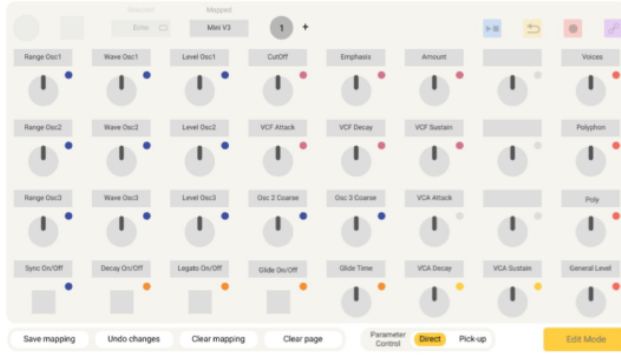 Selected Mapped
Echo Mini V3 1 +
Range Osc1 Wave Osc1 Level Osc1 CutOff Emphasis Amount Voices
Range Osc2 Wave Osc2 Level Osc2 VCF Attack VCF Decay VCF Sustain Polyphon
Range Osc3 Wave Osc3 Level Osc3 Osc 2 Coarse Osc 3 Coarse VCA Attack Poly
Sync On/Off Decay On/Off Legato On/Off Glide On/Off Glide Time VCA Decay VCA Sustain General Level
Save mapping Undo changes Clear mapping Clear page Parameter Control Direct Pick-up Edit Mode